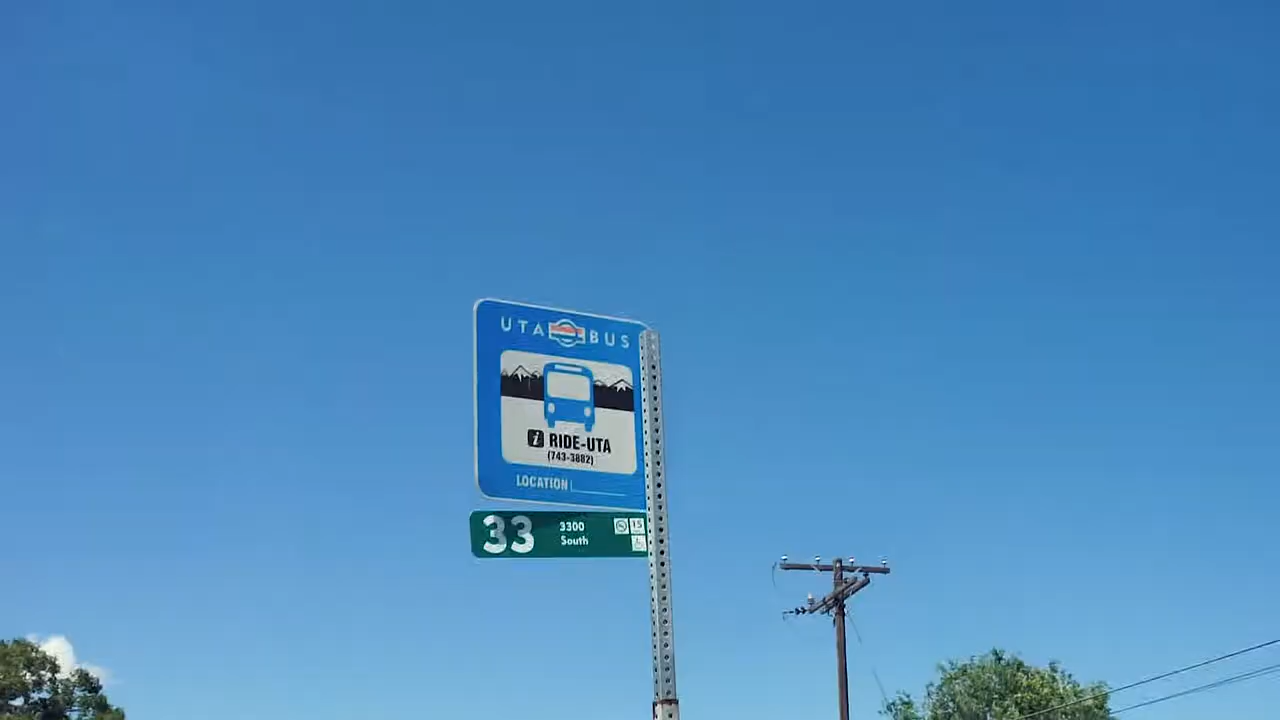 UTA BUS
i RIDE-UTA
(743-3882)
LOCATION
33 3300 South 15